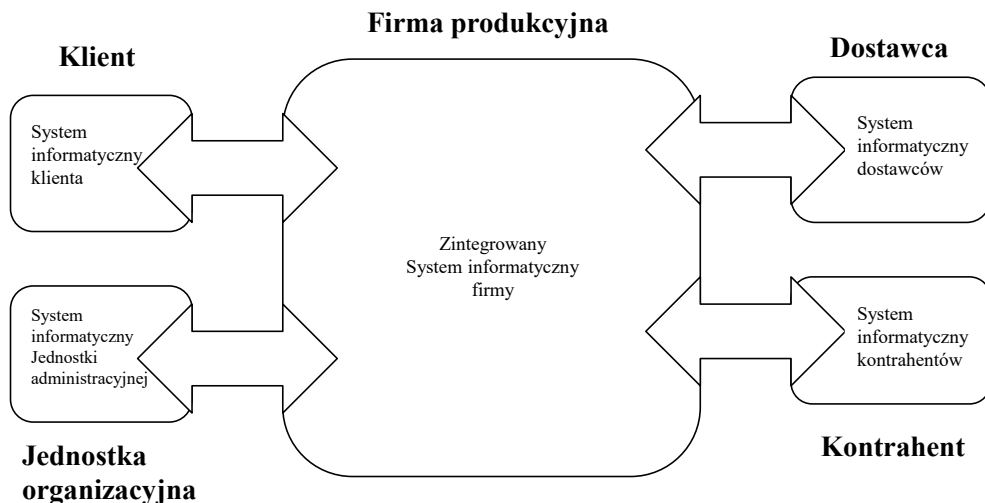 Firma produkcyjna
Klient
Dostawca
System
informatyczny
klienta
System
informatyczny
dostawców
Zintegrowany
System informatyczny
firmy
System
informatyczny
Jednostki
administracyjnej
System
informatyczny
kontrahentów
Jednostka
organizacyjna
Kontrahent